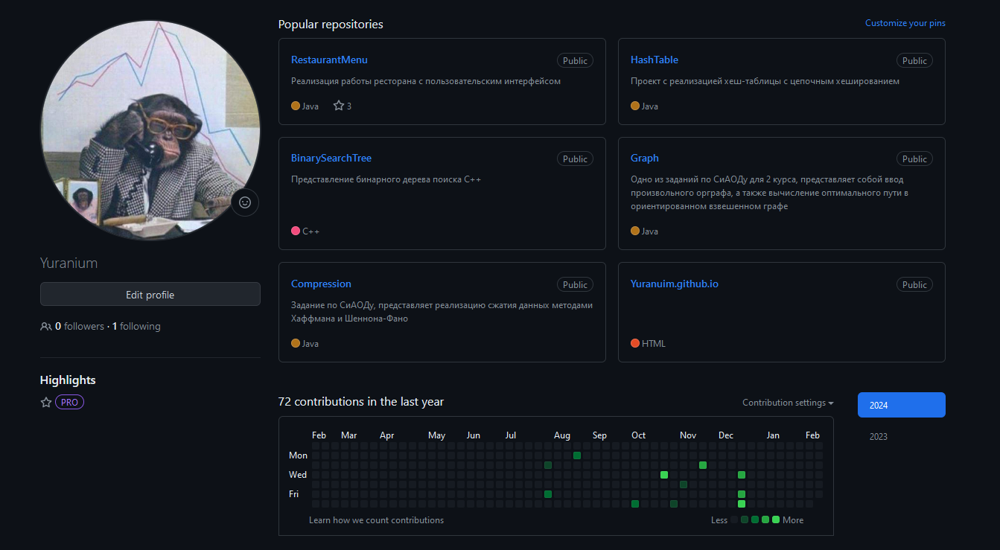 Yuranium
Edit profile
0 followers · 1 following
Highlights
PRO
Popular repositories
Customize your pins
RestaurantMenu
Public
Реализация работы ресторана с пользовательским интерфейсом
Java
3
HashTable
Public
Проект с реализацией хеш-таблицы с цепочным хешированием
Java
BinarySearchTree
Public
Представление бинарного дерева поиска C++
C++
Graph
Public
Одно из заданий по СиАОДу для 2 курса, представляет собой ввод
произвольного орграфа, а также вычисление оптимального пути в
ориентированном взвешенном графе
Java
Compression
Public
Задание по СиАОДу, представляет реализацию сжатия данных методами
Хаффмана и Шеннона-Фано
Java
Yuranuim.github.io
Public
HTML
72 contributions in the last year
Contribution settings
2024
2023
Feb Mar Apr May Jun Jul Aug Sep Oct Nov Dec Jan Feb
Mon
Wed
Fri
Learn how we count contributions
Less
More